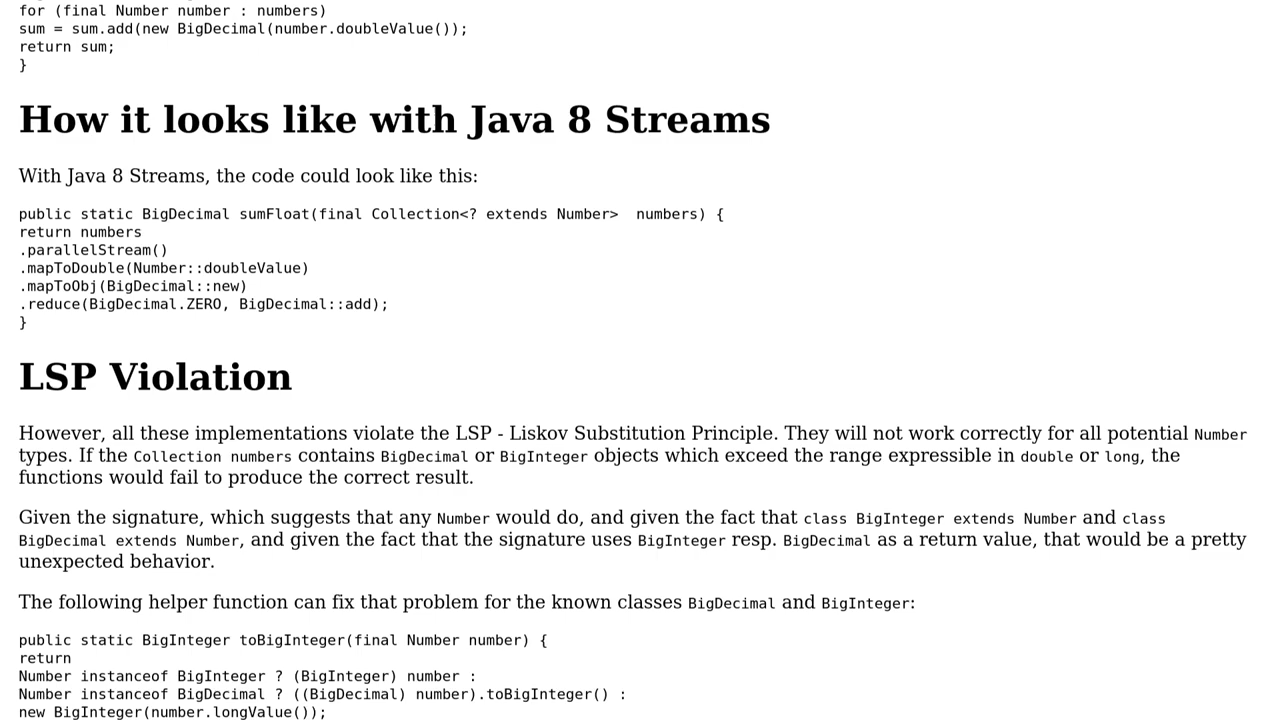 for (final Number number : numbers)
sum = sum.add(new BigDecimal(number.doubleValue());
return sum;
}
How it looks like with Java 8 Streams
With Java 8 Streams, the code could look like this:
public static BigDecimal sumFloat(final Collection<? extends Number>  numbers) {
return numbers
.parallelStream()
.mapToDouble(Number::doubleValue)
.mapToObj(BigDecimal::new)
.reduce(BigDecimal.ZERO, BigDecimal::add);
}
LSP Violation
However, all these implementations violate the LSP - Liskov Substitution Principle. They will not work correctly for all potential Number
types. If the Collection numbers contains BigDecimal or BigInteger objects which exceed the range expressible in double or long, the
functions would fail to produce the correct result.
Given the signature, which suggests that any Number would do, and given the fact that class BigInteger extends Number and class
BigDecimal extends Number, and given the fact that the signature uses BigInteger resp. BigDecimal as a return value, that would be a pretty
unexpected behavior.
The following helper function can fix that problem for the known classes BigDecimal and BigInteger:
public static BigInteger toBigInteger(final Number number) {
return
Number instanceof BigInteger ? (BigInteger) number :
Number instanceof BigDecimal ? ((BigDecimal) number).toBigInteger() :
new BigInteger(number.longValue());